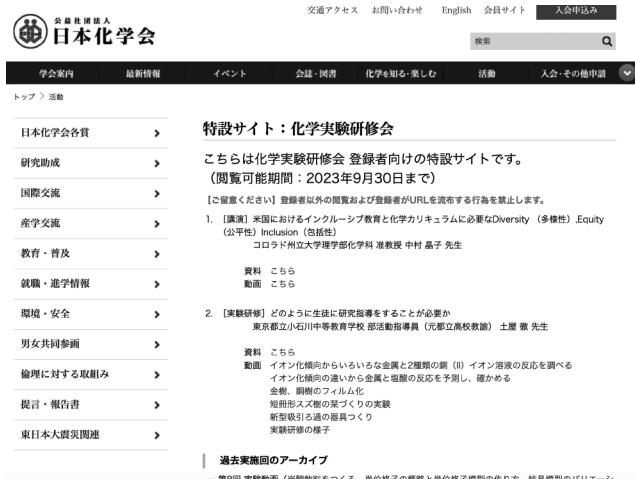 交通アクセス お問い合わせ English 会員サイト 入会申込み
公益社団法人
日本化学会
検索
学会案内 最新情報 イベント 会誌・図書 化学を知る・楽しむ 活動 入会・その他申請
トップ > 活動
日本化学会各賞
研究助成
国際交流
産学交流
教育・普及
就職・進学情報
環境・安全
男女共同参画
倫理に対する取組み
提言・報告書
東日本大震災関連
特設サイト：化学実験研修会
こちらは化学実験研修会 登録者向けの特設サイトです。
（閲覧可能期間：2023年9月30日まで）
【ご留意ください】登録者以外の閲覧および登録者がURLを流布する行為を禁止します。
1. ［講演］米国におけるインクルーシブ教育と化学カリキュラムに必要なDiversity （多様性）,Equity
（公平性）Inclusion（包括性）
コロラド州立大学理学部化学科 准教授 中村 晶子 先生
資料 こちら
動画 こちら
2. ［実験研修］どのように生徒に研究指導をすることが必要か
東京都立小石川中等教育学校 部活動指導員（元都立高校教諭） 土屋 徹 先生
資料 こちら
動画 イオン化傾向からいろいろな金属と2種類の銅（II）イオン溶液の反応を調べる
イオン化傾向の違いから金属と塩酸の反応を予測し、確かめる
金樹、銅樹のフィルム化
短冊形スズ樹の栞づくりの実験
新型吸引ろ過の器具つくり
実験研修の様子
過去実施回のアーカイブ